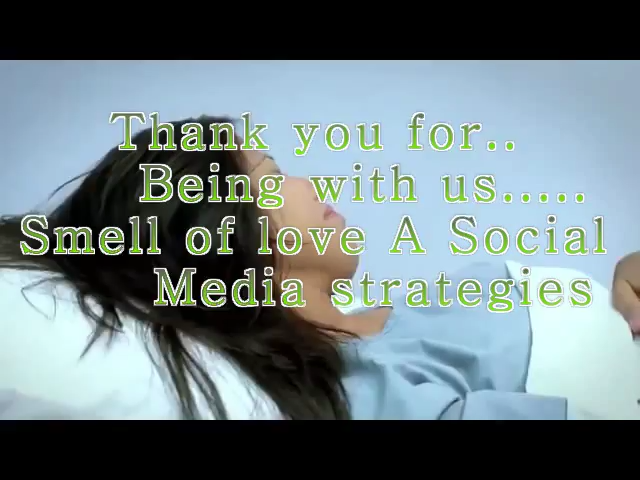 Thank you for..
Being with us.....
Smell of love A Social
Media strategies